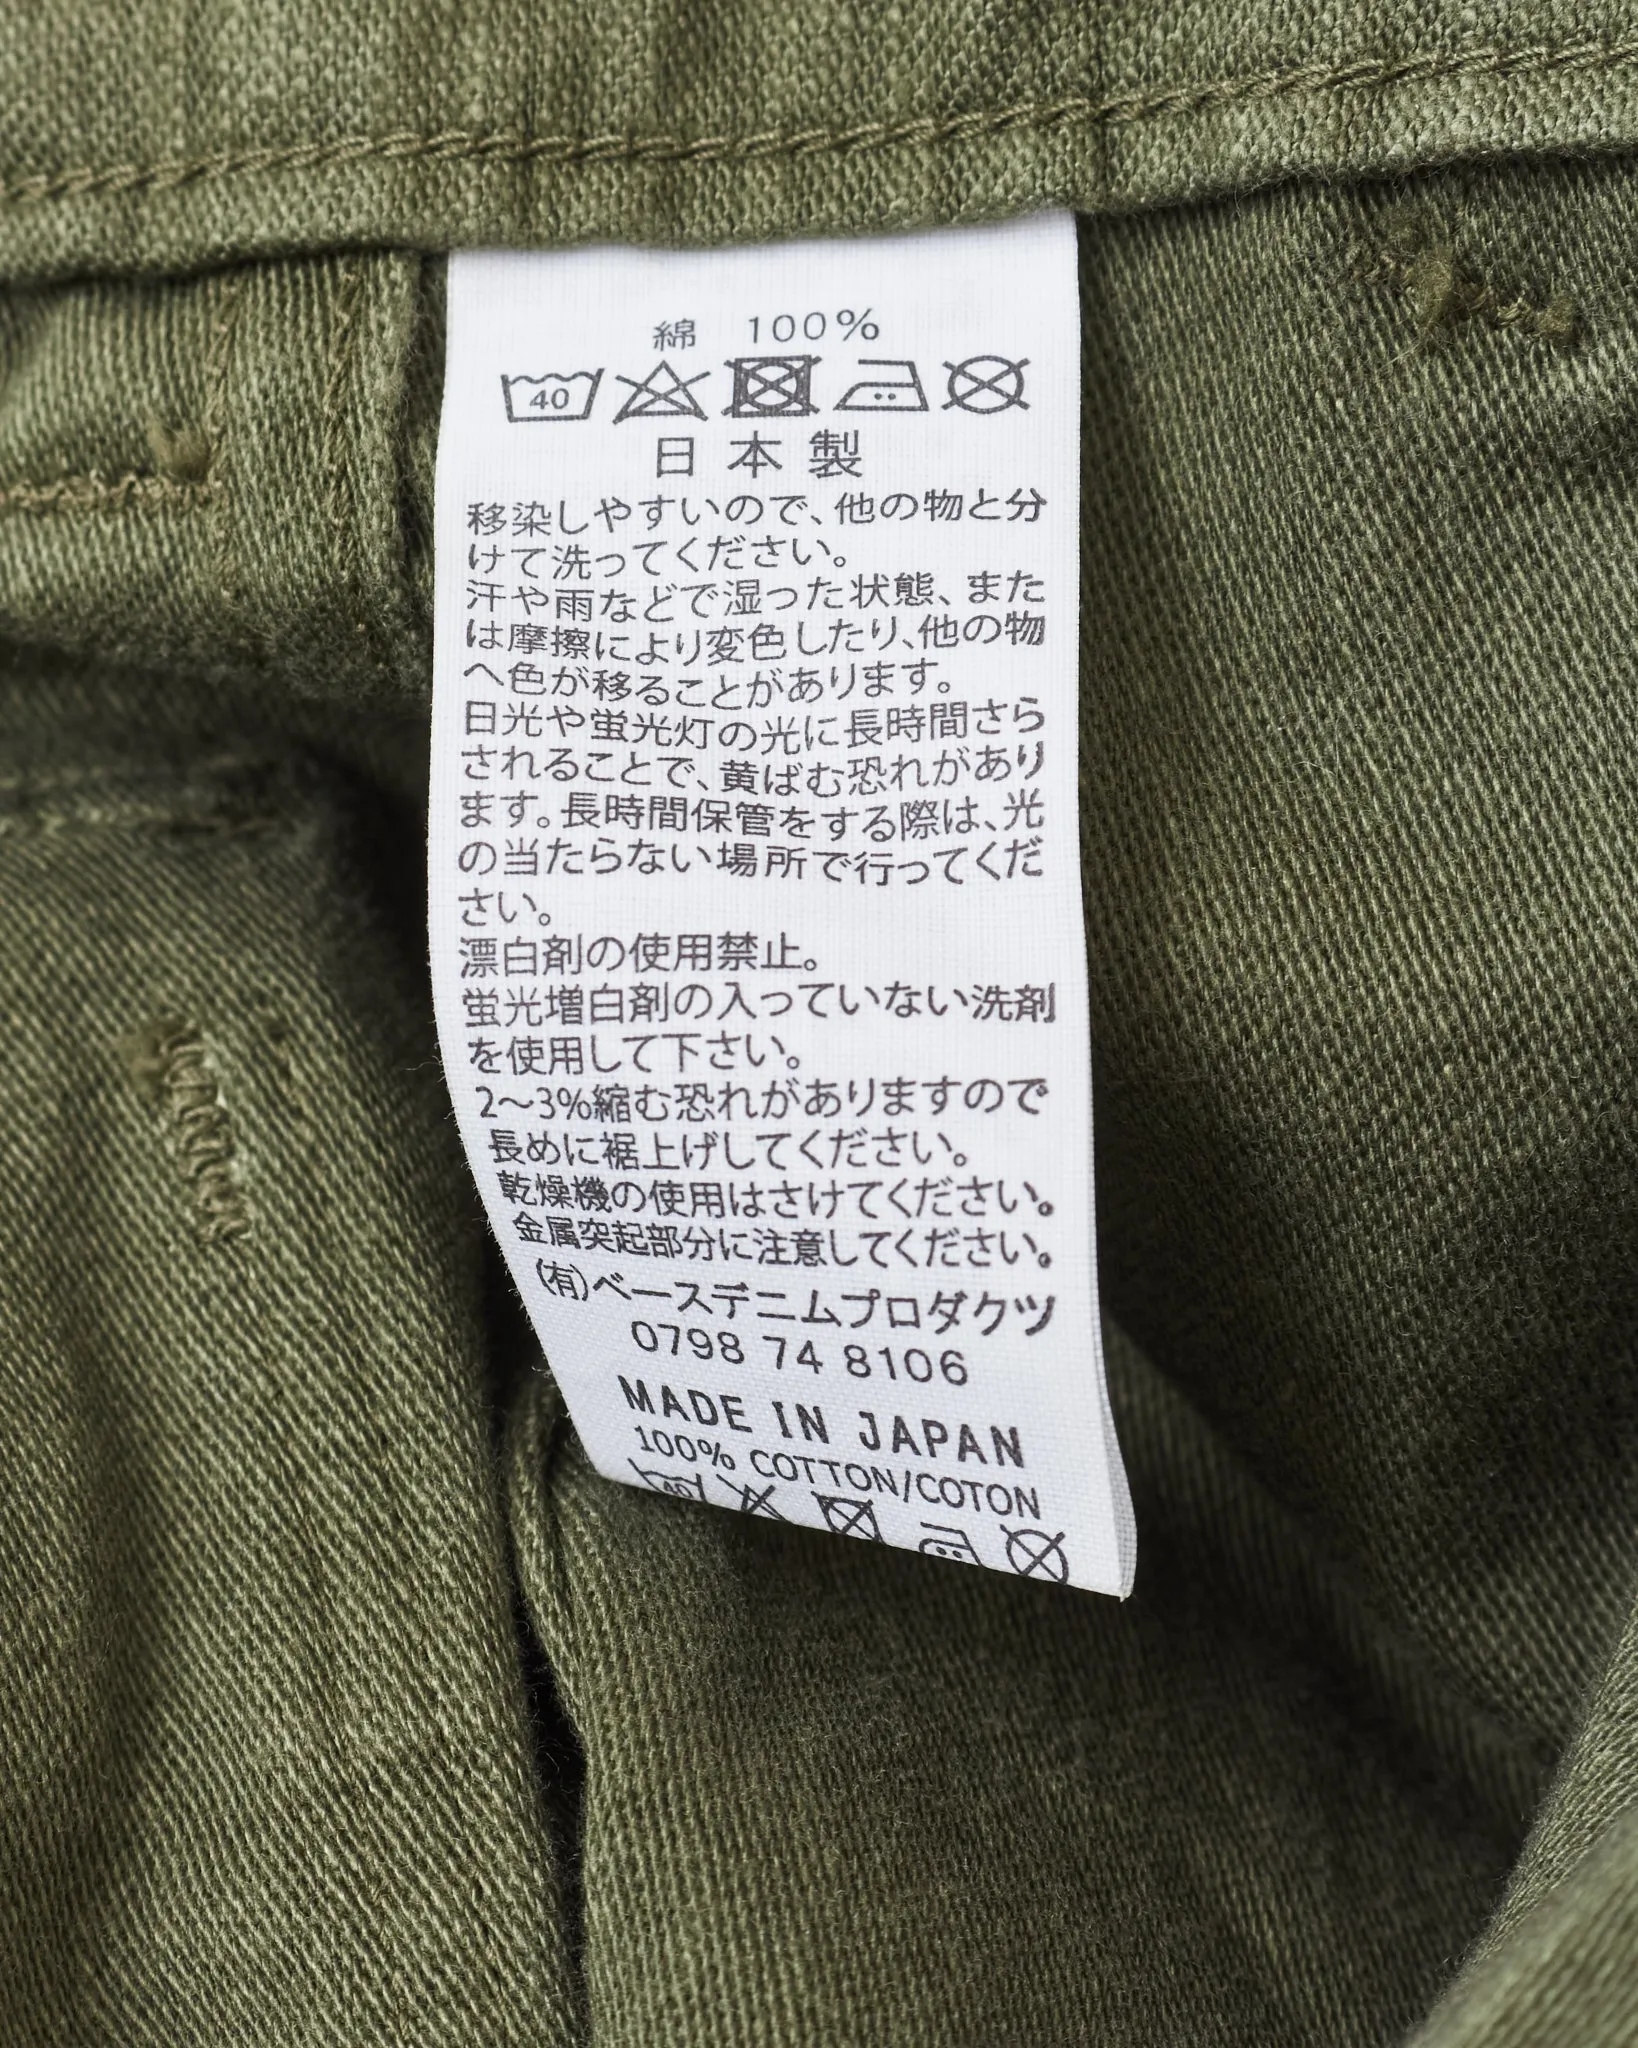 綿 100%
40
日本製
移染しやすいので、他の物と分
けて洗ってください。
汗や雨などで湿った状態、また
は摩擦により変色したり、他の物
へ色が移ることがあります。
日光や蛍光灯の光に長時間さら
されることで、黄ばむ恐れがあり
ます。長時間保管をする際は、光
の当たらない場所で行ってくだ
さい。
漂白剤の使用禁止。
蛍光増白剤の入っていない洗剤
を使用して下さい。
2〜3%縮む恐れがありますので
長めに裾上げしてください。
乾燥機の使用はさけてください。
金属突起部分に注意してください。
(有)ベースデニムプロダクツ
0798 74 8106
MADE IN JAPAN
100% COTTON/COTON
40